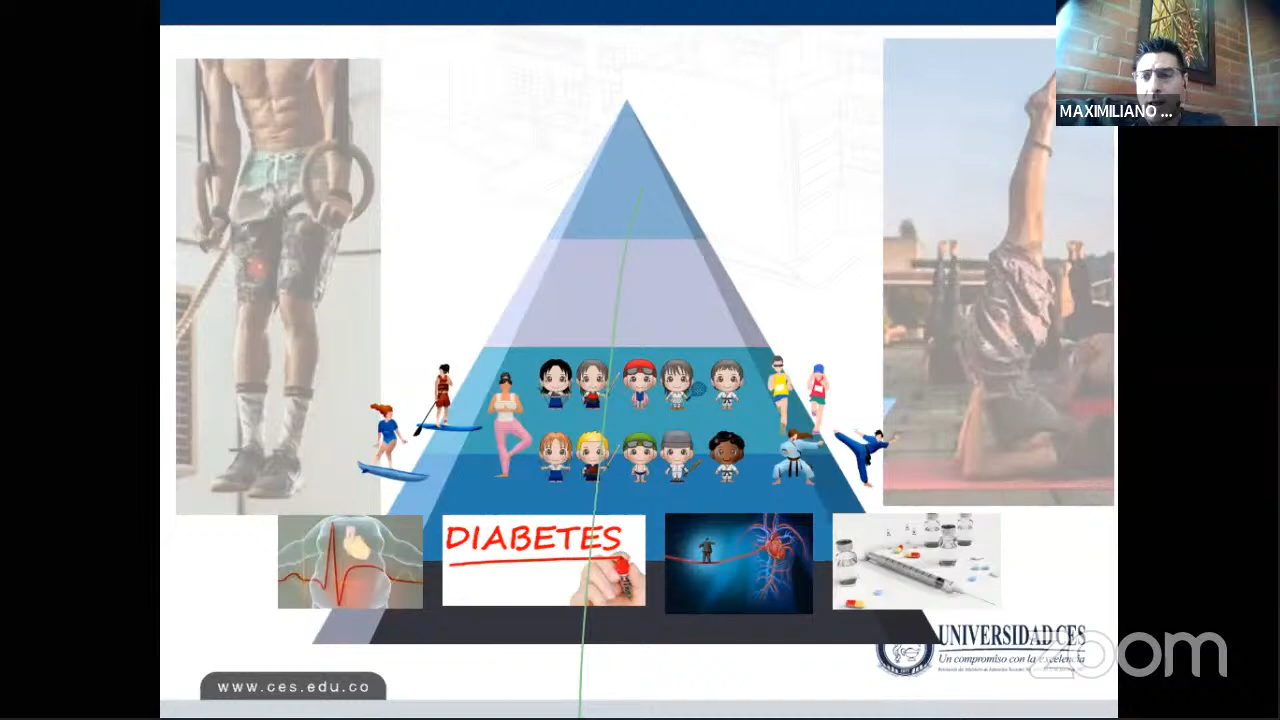 MAXIMILIANO ...
DIABETES
UNIVERSIDAD CES
Un compromiso con la excelencia
zoom
www.ces.edu.co